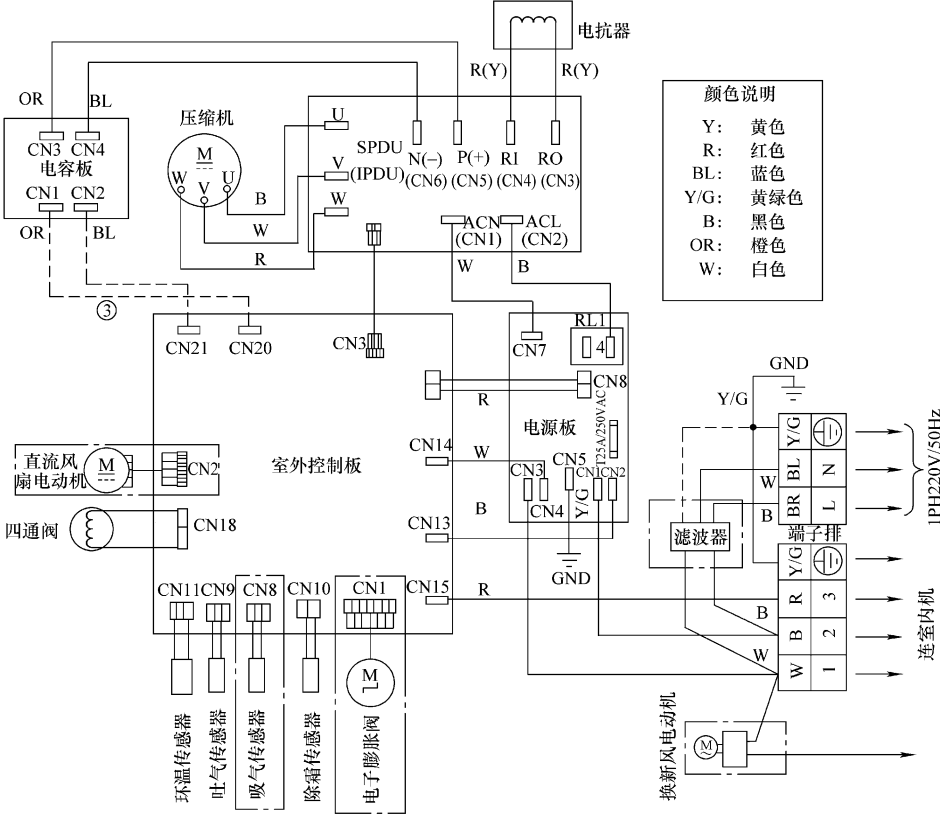 电抗器
R(Y)
R(Y)
OR
BL
CN3
CN4
电容板
CN1
CN2
OR
BL
③
压缩机
M
W
V
U
B
W
R
U
V
W
SPDU
(IPDU)
N(−)
(CN6)
P(+)
(CN5)
R1
(CN4)
RO
(CN3)
ACN
(CN1)
ACL
(CN2)
W
B
颜色说明
Y: 黄色
R: 红色
BL: 蓝色
Y/G: 黄绿色
B: 黑色
OR: 橙色
W: 白色
CN21
CN20
CN3
CN7
RL1
4
CN8
R
T25A/250VAC
电源板
CN3
CN4
CN5
CN1
CN2
Y/G
GND
室外控制板
CN14
W
B
CN13
CN15
R
直流风
扇电动机
M
CN2
四通阀
CN18
CN11
CN9
CN8
CN10
CN1
M
环温传感器
吐气传感器
吸气传感器
除霜传感器
电子膨胀阀
GND
Y/G
Y/G
BL
N
BR
L
W
B
1PH220V/50Hz
端子排
滤波器
Y/G
R
3
B
2
W
1
B
W
连室内机
换新风电动机
M